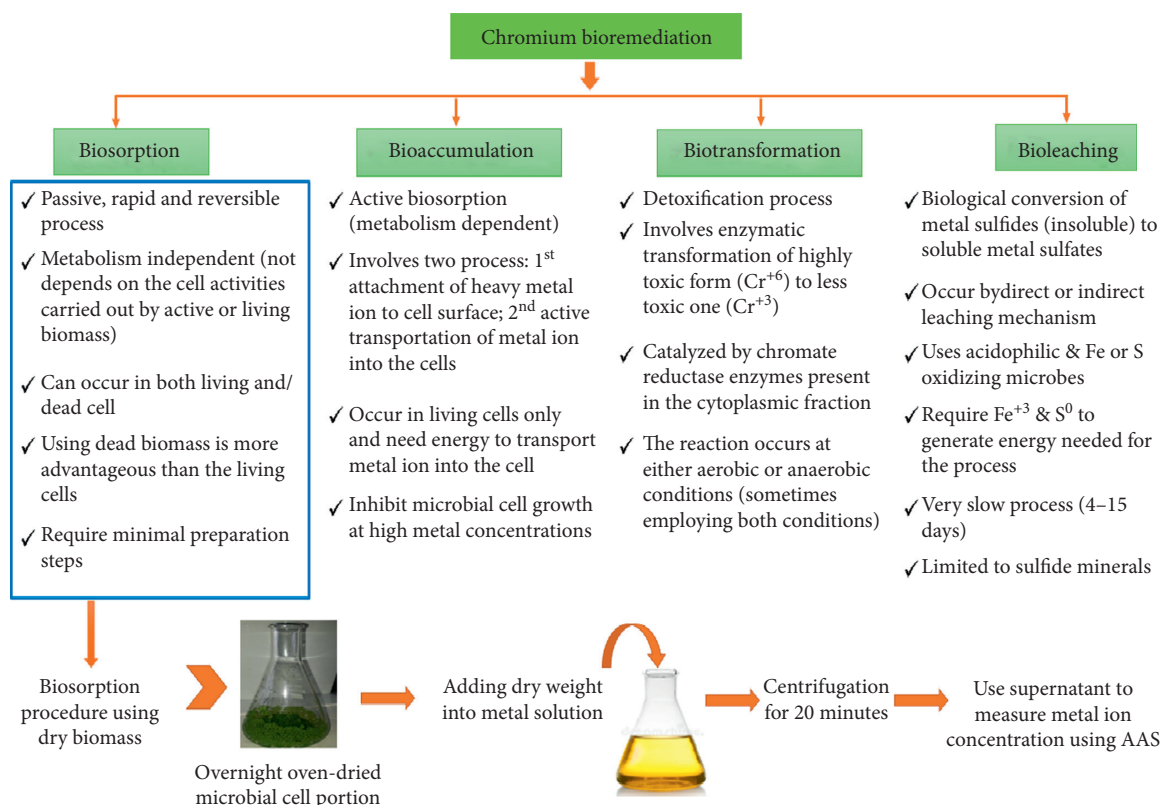 Chromium bioremediation
Biosorption
✓ Passive, rapid and reversible
process
✓ Metabolism independent (not
depends on the cell activities
carried out by active or living
biomass)
✓ Can occur in both living and/
dead cell
✓ Using dead biomass is more
advantageous than the living
cells
✓ Require minimal preparation
steps
Bioaccumulation
✓ Active biosorption
(metabolism dependent)
✓ Involves two process: 1st
attachment of heavy metal
ion to cell surface; 2nd active
transportation of metal ion
into the cells
✓ Occur in living cells only
and need energy to transport
metal ion into the cell
✓ Inhibit microbial cell growth
at high metal concentrations
Biotransformation
✓ Detoxification process
✓ Involves enzymatic
transformation of highly
toxic form (Cr+6) to less
toxic one (Cr+3)
✓ Catalyzed by chromate
reductase enzymes present
in the cytoplasmic fraction
✓ The reaction occurs at
either aerobic or anaerobic
conditions (sometimes
employing both conditions)
Bioleaching
✓ Biological conversion of
metal sulfides (insoluble) to
soluble metal sulfates
✓ Occur bydirect or indirect
leaching mechanism
✓ Uses acidophilic & Fe or S
oxidizing microbes
✓ Require Fe+3 & S0 to
generate energy needed for
the process
✓ Very slow process (4–15
days)
✓ Limited to sulfide minerals
Biosorption
procedure using
dry biomass
Overnight oven-dried
microbial cell portion
Adding dry weight
into metal solution
Centrifugation
for 20 minutes
Use supernatant to
measure metal ion
concentration using AAS